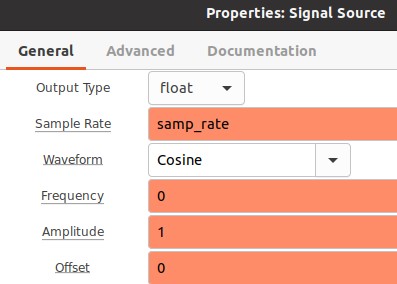 Properties: Signal Source
General Advanced Documentation
Output Type float
Sample Rate samp_rate
Waveform Cosine
Frequency 0
Amplitude 1
Offset 0